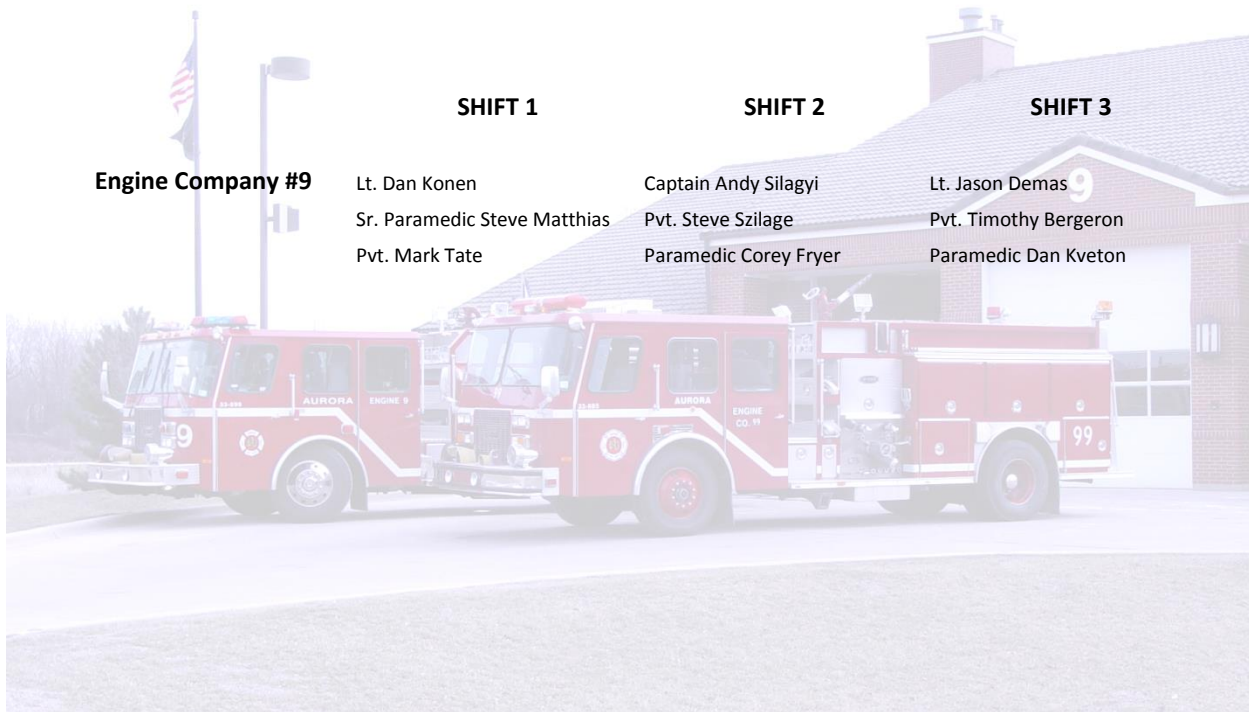 SHIFT 1 SHIFT 2 SHIFT 3
Engine Company #9 Lt. Dan Konen Captain Andy Silagyi Lt. Jason Demas
Sr. Paramedic Steve Matthias Pvt. Steve Szilage Pvt. Timothy Bergeron
Pvt. Mark Tate Paramedic Corey Fryer Paramedic Dan Kveton
9
AURORA ENGINE 9
9
AURORA
ENGINE
CO. 99
99